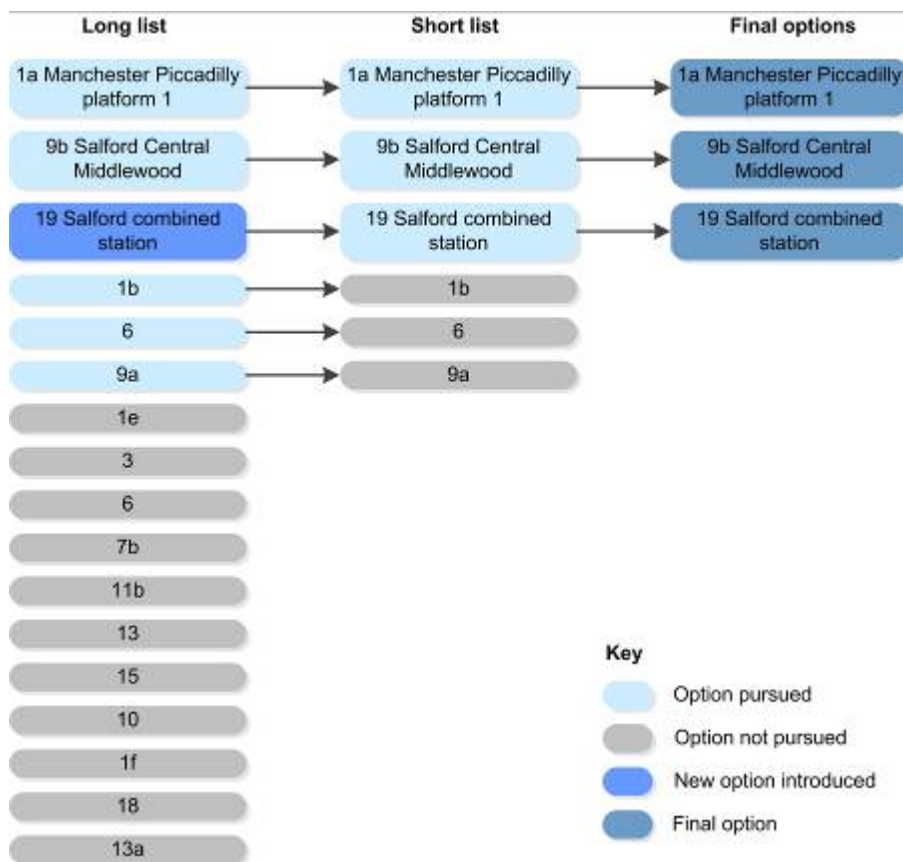 Long list
Short list
Final options
1a Manchester Piccadilly
platform 1
1a Manchester Piccadilly
platform 1
1a Manchester Piccadilly
platform 1
9b Salford Central
Middlewood
9b Salford Central
Middlewood
9b Salford Central
Middlewood
19 Salford combined
station
19 Salford combined
station
19 Salford combined
station
1b
1b
6
6
9a
9a
1e
3
6
7b
11b
13
15
10
1f
18
13a
Key
Option pursued
Option not pursued
New option introduced
Final option